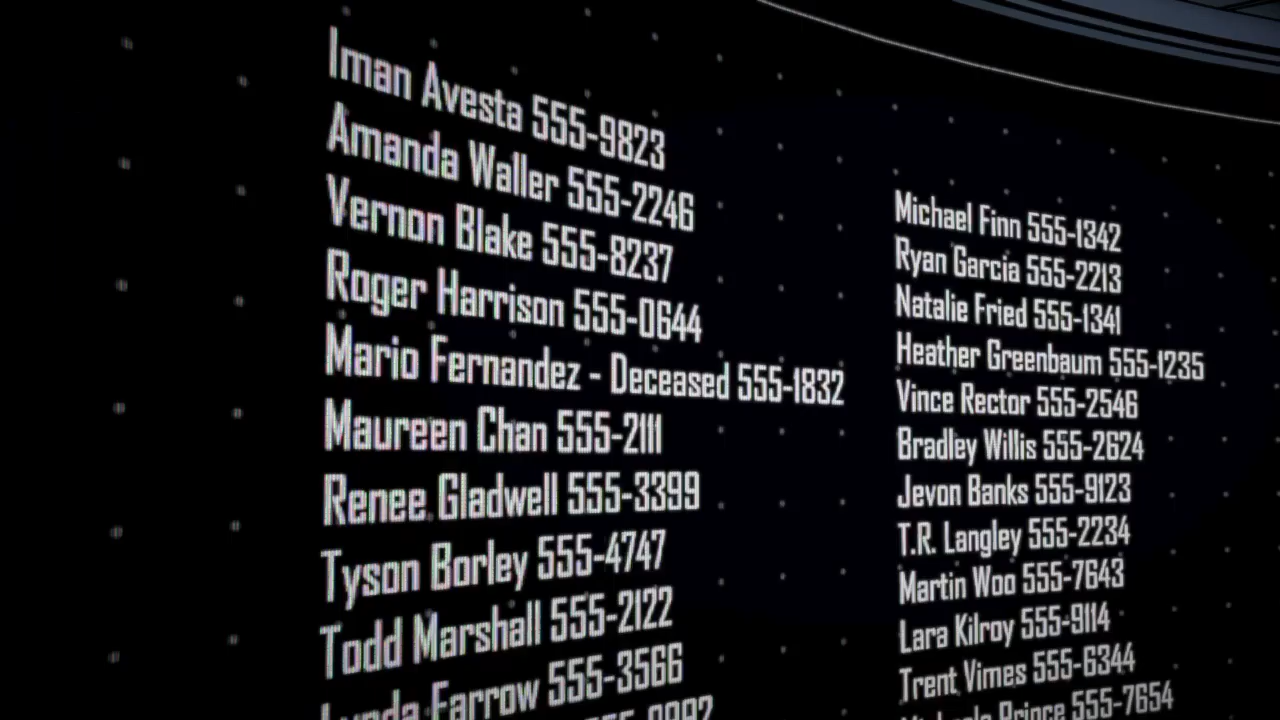 Iman Avesta 555-9823
Amanda Waller 555-2246
Vernon Blake 555-8237
Roger Harrison 555-0644
Mario Fernandez - Deceased 555-1832
Maureen Chan 555-2111
Renee Gladwell 555-3399
Tyson Borley 555-4747
Todd Marshall 555-2122
Lynda Farrow 555-3566
Michael Finn 555-1342
Ryan Garcia 555-2213
Natalie Fried 555-1341
Heather Greenbaum 555-1235
Vince Rector 555-2546
Bradley Willis 555-2624
Jevon Banks 555-9123
T.R. Langley 555-2234
Martin Woo 555-7643
Lara Kilroy 555-9114
Trent Vimes 555-6344
Prince 555-7654